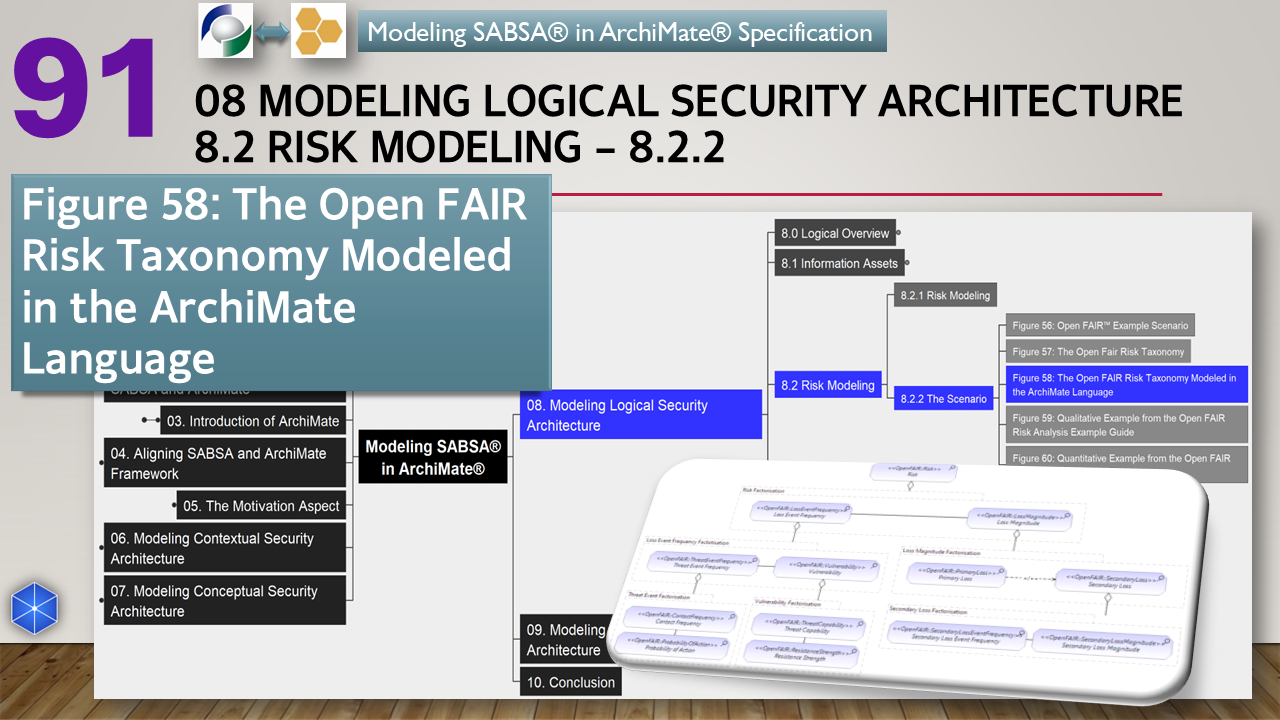 91
Modeling SABSA® in ArchiMate® Specification
08 MODELING LOGICAL SECURITY ARCHITECTURE
8.2 RISK MODELING – 8.2.2
Figure 58: The Open FAIR
Risk Taxonomy Modeled
in the ArchiMate
Language
SABSA and ArchiMate
03. Introduction of ArchiMate
04. Aligning SABSA and ArchiMate
Framework
05. The Motivation Aspect
06. Modeling Contextual Security
Architecture
07. Modeling Conceptual Security
Architecture
Modeling SABSA®
in ArchiMate®
08. Modeling Logical Security
Architecture
09. Modeling
Architecture
10. Conclusion
8.0 Logical Overview
8.1 Information Assets
8.2 Risk Modeling
8.2.1 Risk Modeling
8.2.2 The Scenario
Figure 56: Open FAIR™ Example Scenario
Figure 57: The Open Fair Risk Taxonomy
Figure 58: The Open FAIR Risk Taxonomy Modeled in
the ArchiMate Language
Figure 59: Qualitative Example from the Open FAIR
Risk Analysis Example Guide
Figure 60: Quantitative Example from the Open FAIR
<<OpenFAIR::Risk>>
Risk
Risk Factorisation
<<OpenFAIR::LossEventFrequency>>
Loss Event Frequency
<<OpenFAIR::LossMagnitude>>
Loss Magnitude
Loss Event Frequency Factorisation
<<OpenFAIR::ThreatEventFrequency>>
Threat Event Frequency
<<OpenFAIR::Vulnerability>>
Vulnerability
Loss Magnitude Factorisation
<<OpenFAIR::PrimaryLoss>>
Primary Loss
<<OpenFAIR::SecondaryLoss>>
Secondary Loss
Threat Event Factorisation
<<OpenFAIR::ContactFrequency>>
Contact Frequency
<<OpenFAIR::ProbabilityOfAction>>
Probability of Action
Vulnerability Factorisation
<<OpenFAIR::ThreatCapability>>
Threat Capability
<<OpenFAIR::ResistanceStrength>>
Resistance Strength
Secondary Loss Factorisation
<<OpenFAIR::SecondaryLossEventFrequency>>
Secondary Loss Event Frequency
<<OpenFAIR::SecondaryLossMagnitude>>
Secondary Loss Magnitude